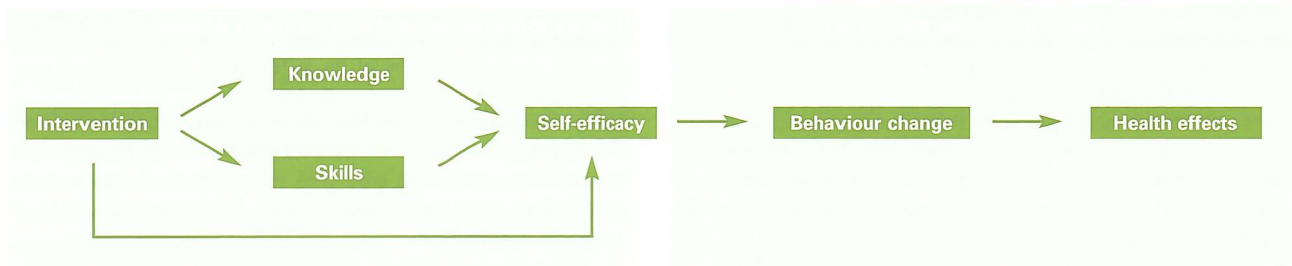 Knowledge
Intervention
Self-efficacy
Behaviour change
Health effects
Skills